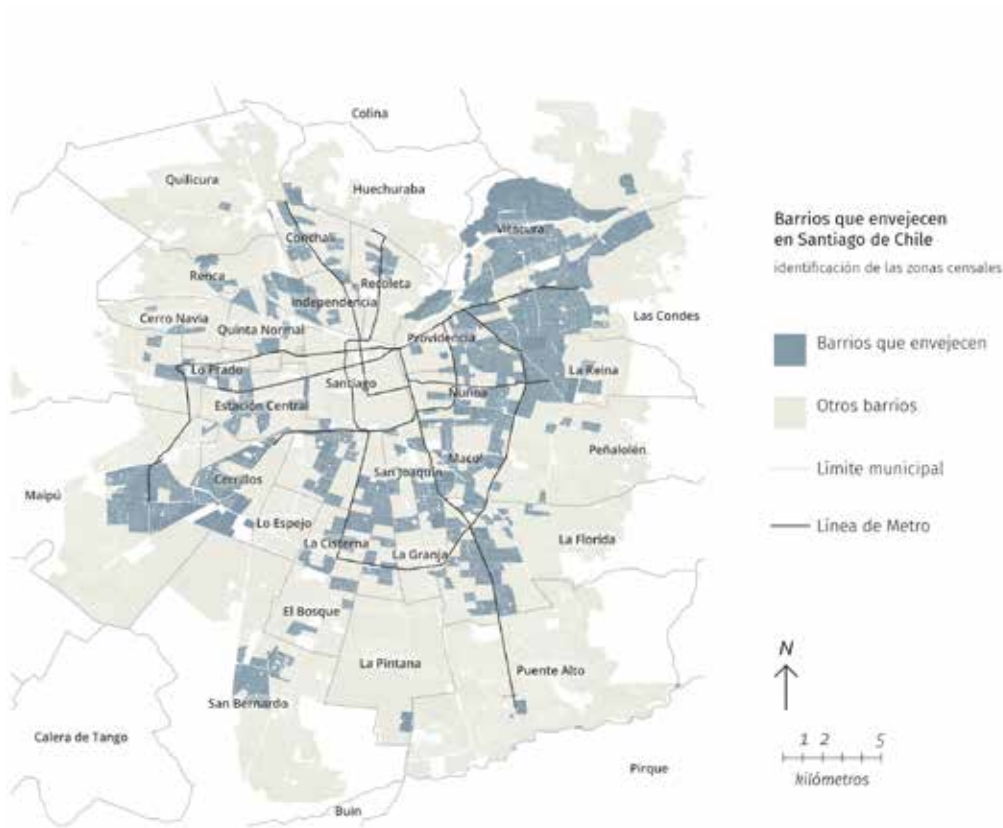 Colina
Quilicura
Huechuraba
Vitacura
Conchalí
Renca
Recoleta
Independencia
Cerro Navia
Quinta Normal
Las Condes
Providencia
Lo Prado
La Reina
Santiago
Ñuñoa
Estación Central
Peñalolén
Macul
San Joaquín
Cerrillos
Maipú
Lo Espejo
La Cisterna
La Florida
La Granja
El Bosque
La Pintana
Puente Alto
San Bernardo
Calera de Tango
Pirque
Buin
Barrios que envejecen
en Santiago de Chile
identificación de las zonas censales
Barrios que envejecen
Otros barrios
Límite municipal
Línea de Metro
N
1 2 5
kilómetros